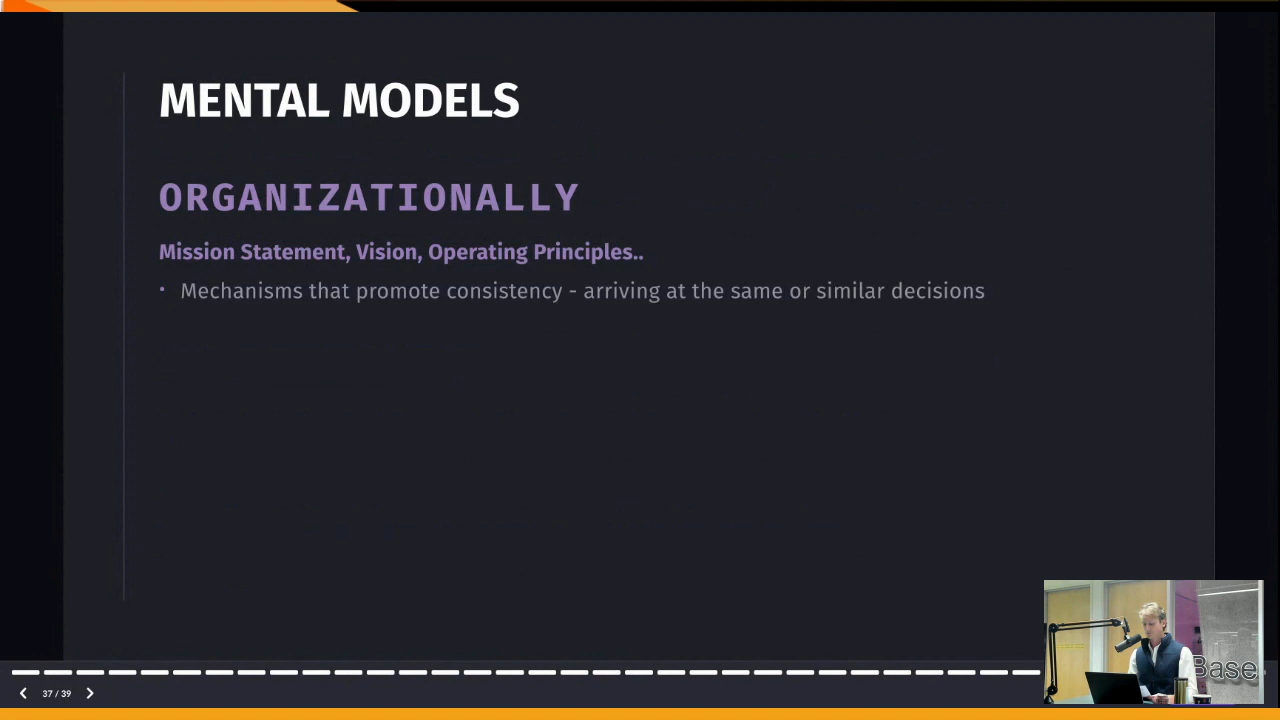 MENTAL MODELS
ORGANIZATIONALLY
Mission Statement, Vision, Operating Principles..
• Mechanisms that promote consistency - arriving at the same or similar decisions
Base
37 / 39